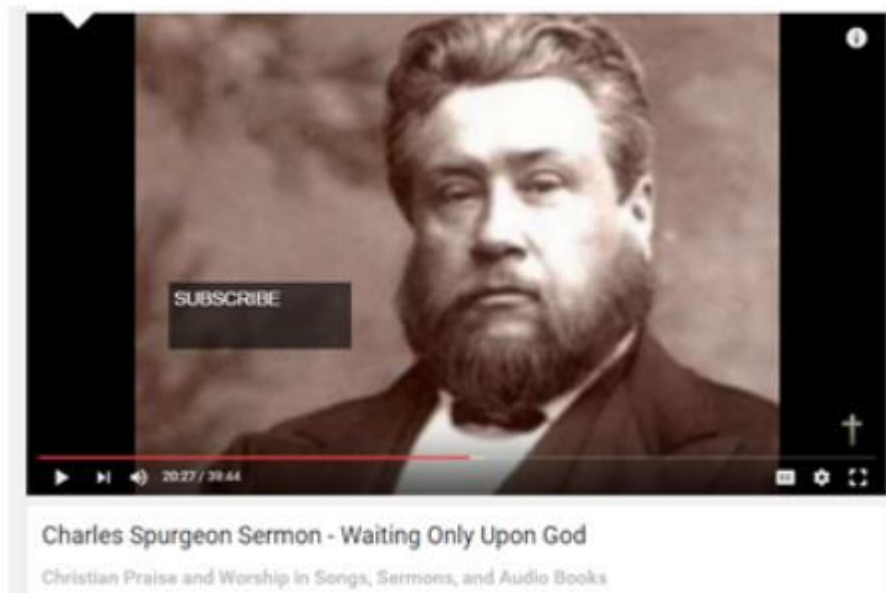 SUBSCRIBE
20:27 / 39:44
Charles Spurgeon Sermon - Waiting Only Upon God
Christian Praise and Worship in Songs, Sermons, and Audio Books